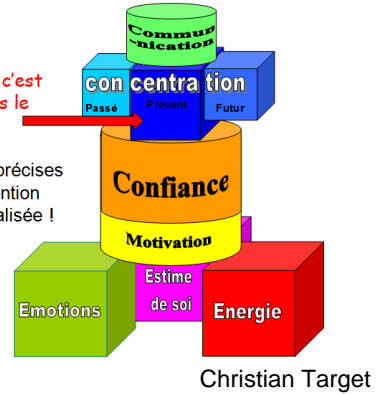 Commun
-nication
c'est
s le
con centra tion
Passé Présent Futur
précises
ntion
alisée !
Confiance
Motivation
Estime
de soi
Emotions
Energie
Christian Target